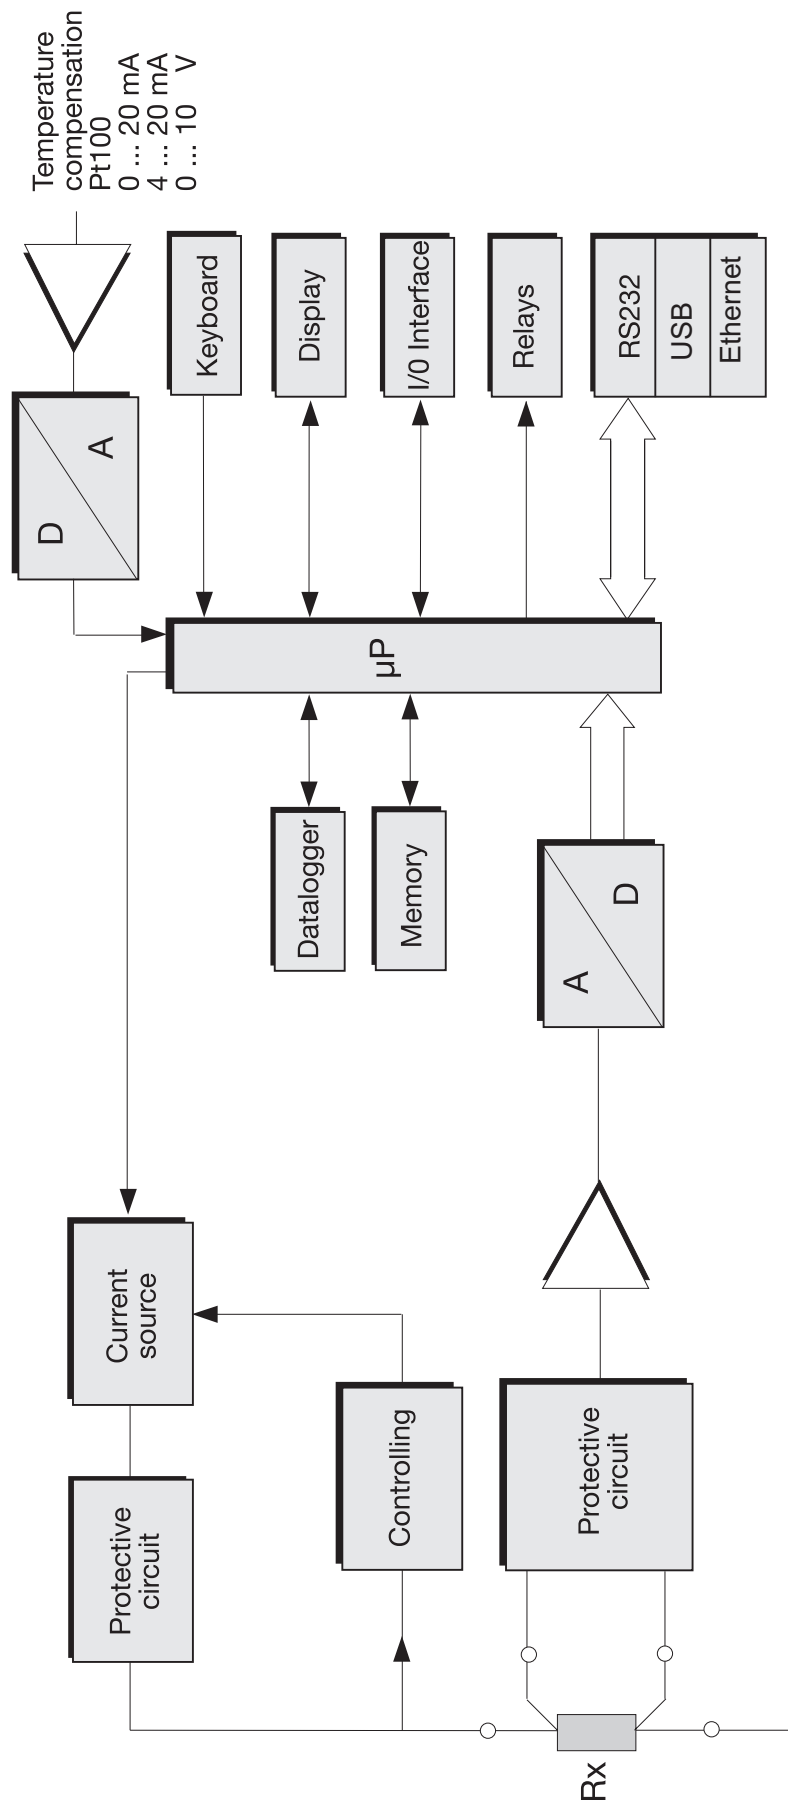 Temperature
compensation
Pt100
0 ... 20 mA
4 ... 20 mA
0 ... 10 V
D
A
Keyboard
Display
I/0 Interface
Relays
RS232
USB
Ethernet
µP
Datalogger
Memory
A
D
Current
source
Protective
circuit
Controlling
Protective
circuit
Rx